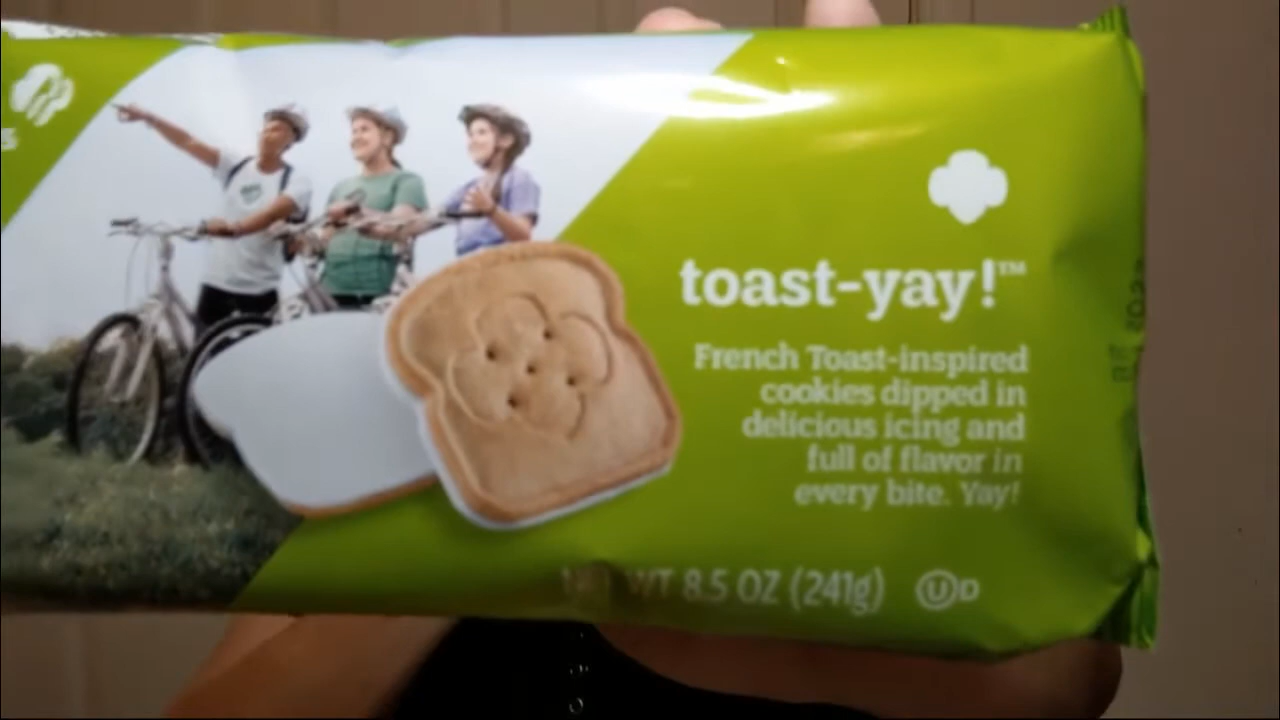 toast-yay!™
French Toast-inspired
cookies dipped in
delicious icing and
full of flavor in
every bite. Yay!
WT 8.5 OZ (241g) UD